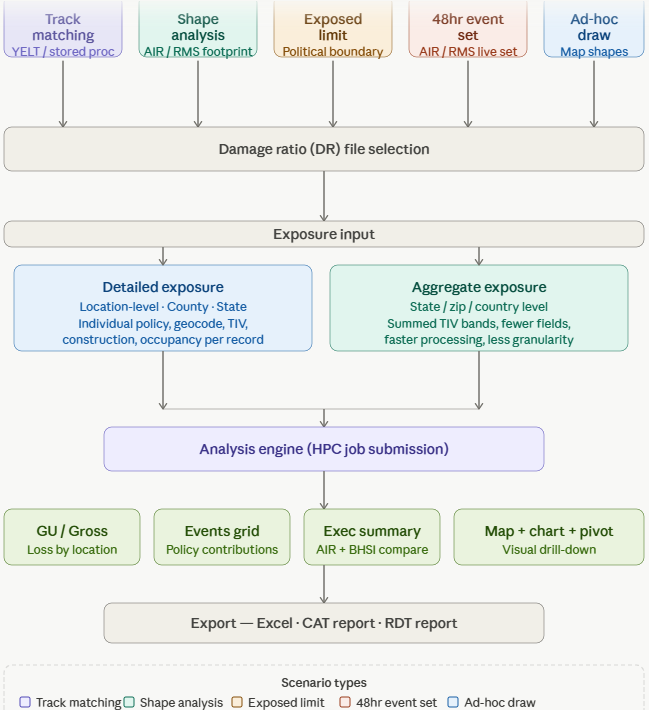 Track
matching
YELT / stored proc
Shape
analysis
AIR / RMS footprint
Exposed
limit
Political boundary
48hr event
set
AIR / RMS live set
Ad-hoc
draw
Map shapes
Damage ratio (DR) file selection
Exposure input
Detailed exposure
Location-level · County · State
Individual policy, geocode, TIV,
construction, occupancy per record
Aggregate exposure
State / zip / country level
Summed TIV bands, fewer fields,
faster processing, less granularity
Analysis engine (HPC job submission)
GU / Gross
Loss by location
Events grid
Policy contributions
Exec summary
AIR + BHSI compare
Map + chart + pivot
Visual drill-down
Export — Excel · CAT report · RDT report
Scenario types
Track matching
Shape analysis
Exposed limit
48hr event set
Ad-hoc draw